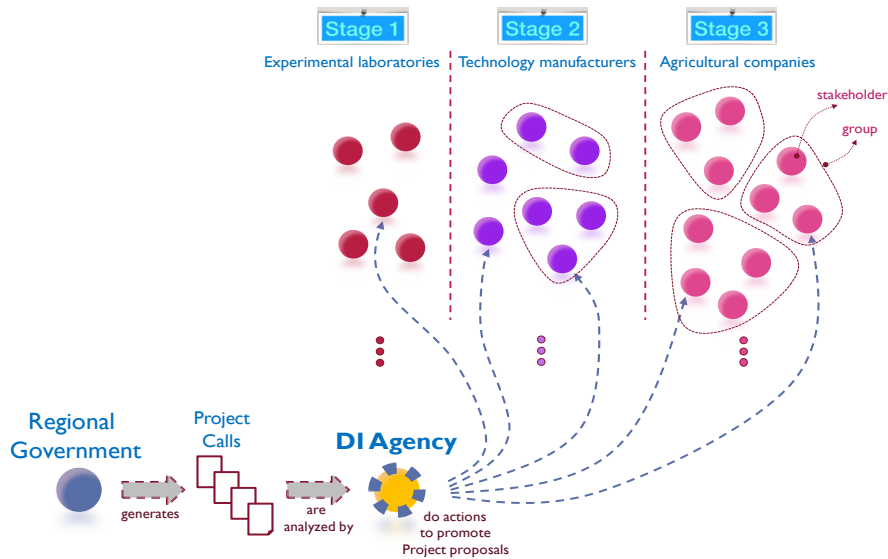 Stage 1
Stage 2
Stage 3
Experimental laboratories
Technology manufacturers
Agricultural companies
stakeholder
group
Regional
Government
Project
Calls
DI Agency
generates
are
analyzed by
do actions
to promote
Project proposals